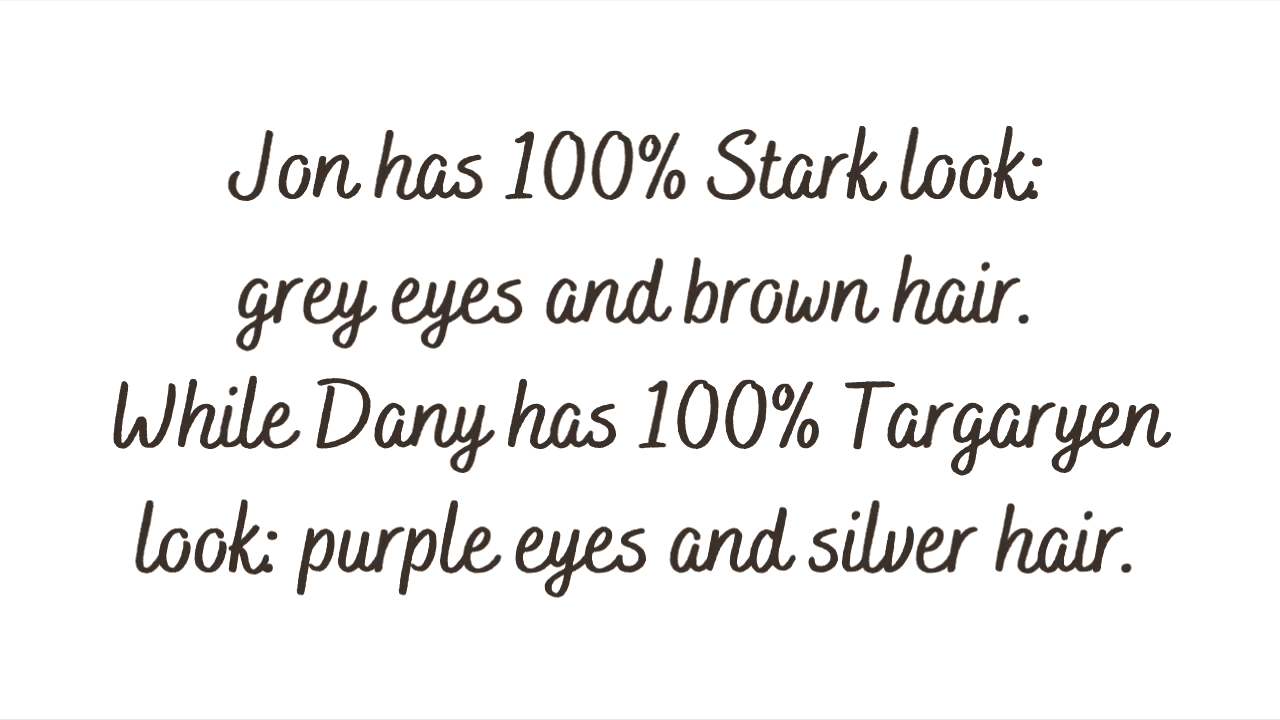 Jon has 100% Stark look:
grey eyes and brown hair.
While Dany has 100% Targaryen
look: purple eyes and silver hair.